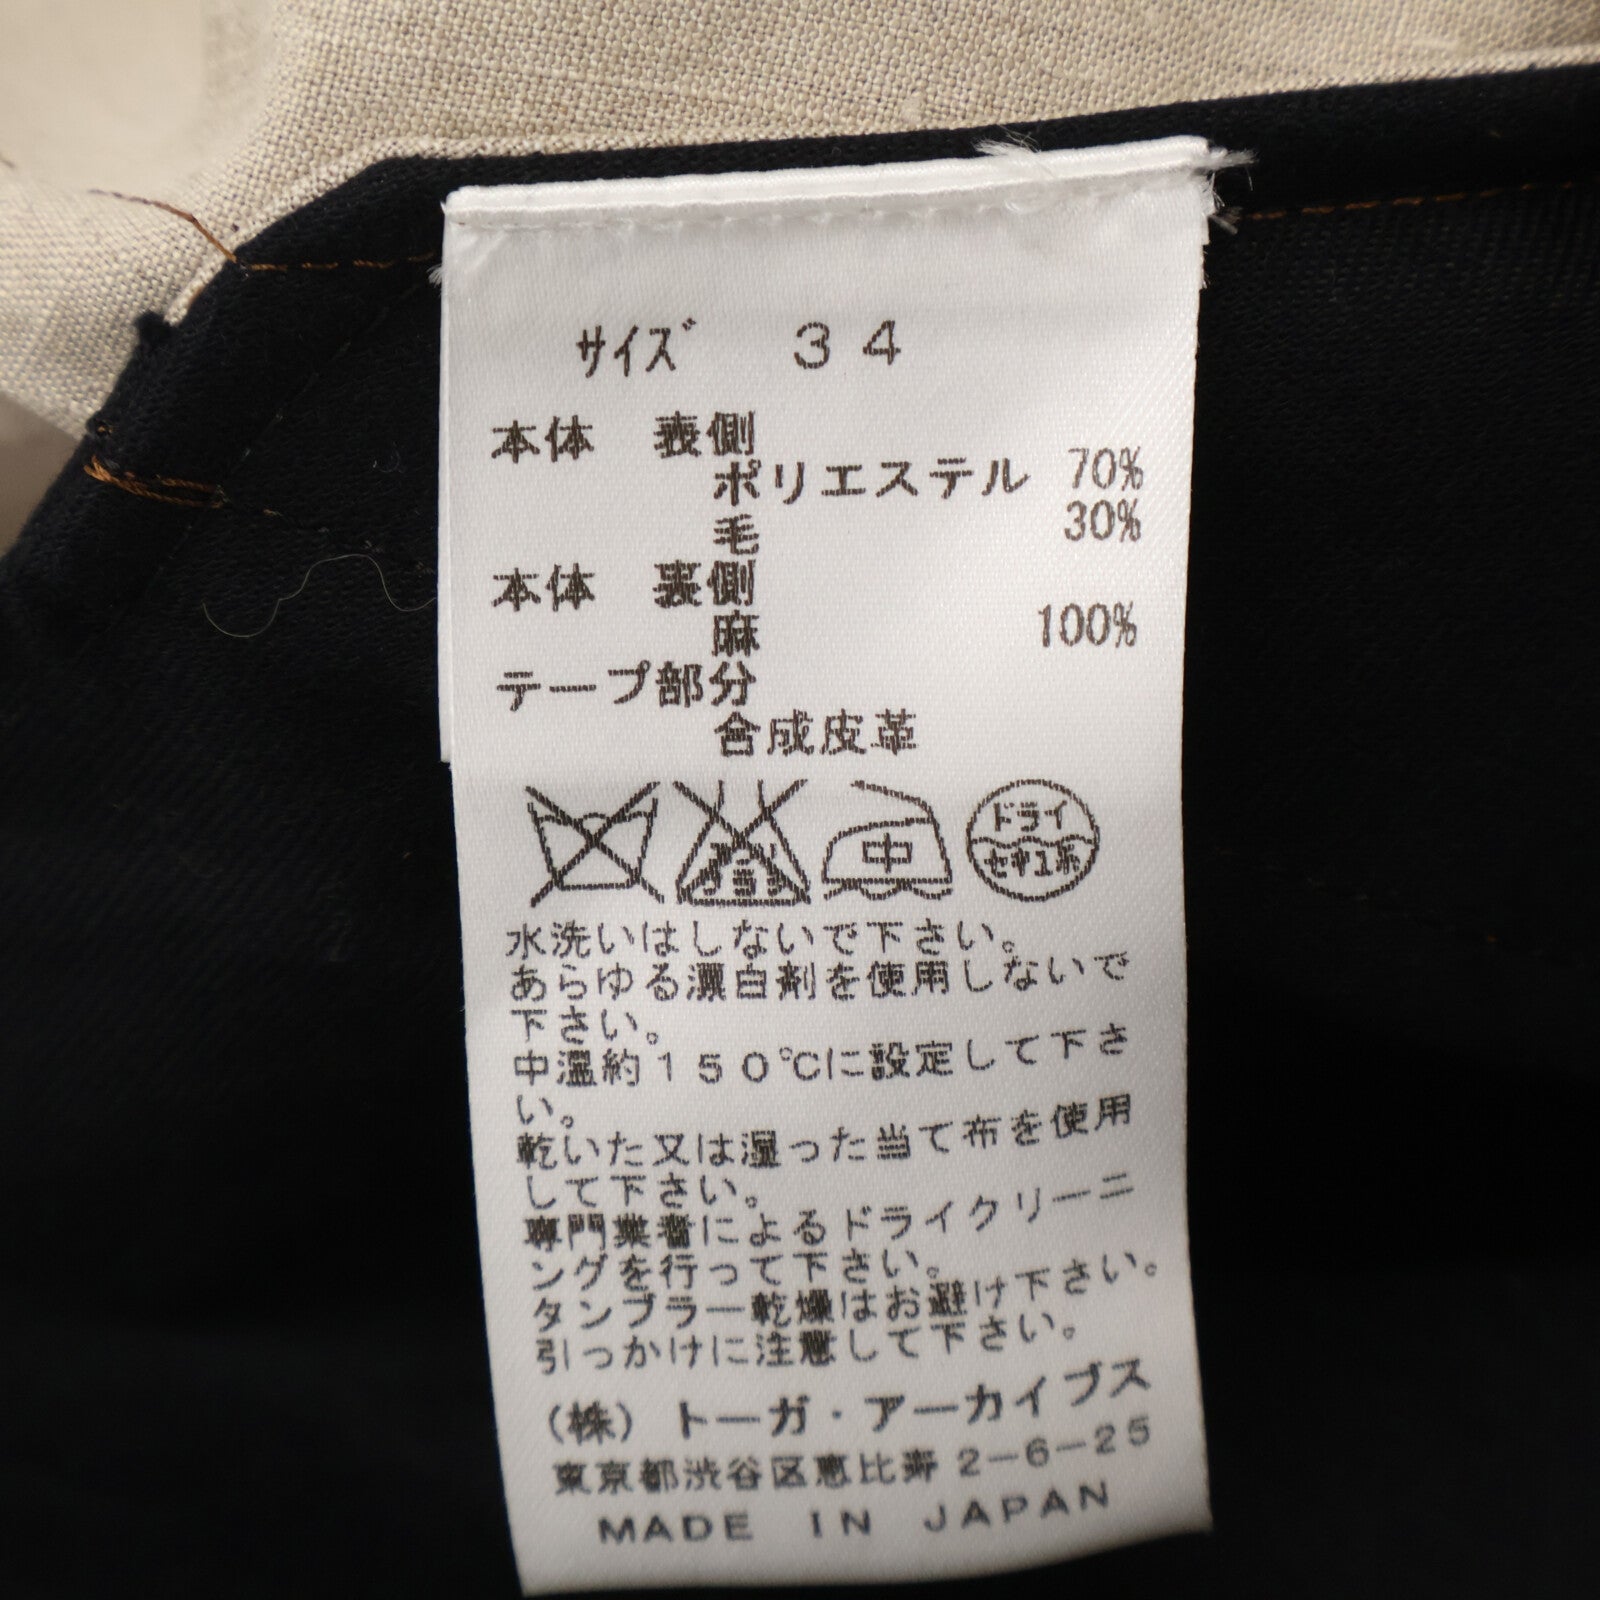 サイズ 34
本体 表側
ポリエステル 70%
毛 30%
本体 裏側
麻 100%
テープ部分
合成皮革
エンソサラシ
中
ドライ
セキユ系
水洗いはしないで下さい。
あらゆる漂白剤を使用しないで
下さい。
中温約150℃に設定して下さ
い。
乾いた又は湿った当て布を使用
して下さい。
専門業者によるドライクリーニ
ングを行って下さい。
タンブラー乾燥はお避け下さい。
引っかけに注意して下さい。
(株)トーガ・アーカイブス
東京都渋谷区恵比寿2-6-25
MADE IN JAPAN